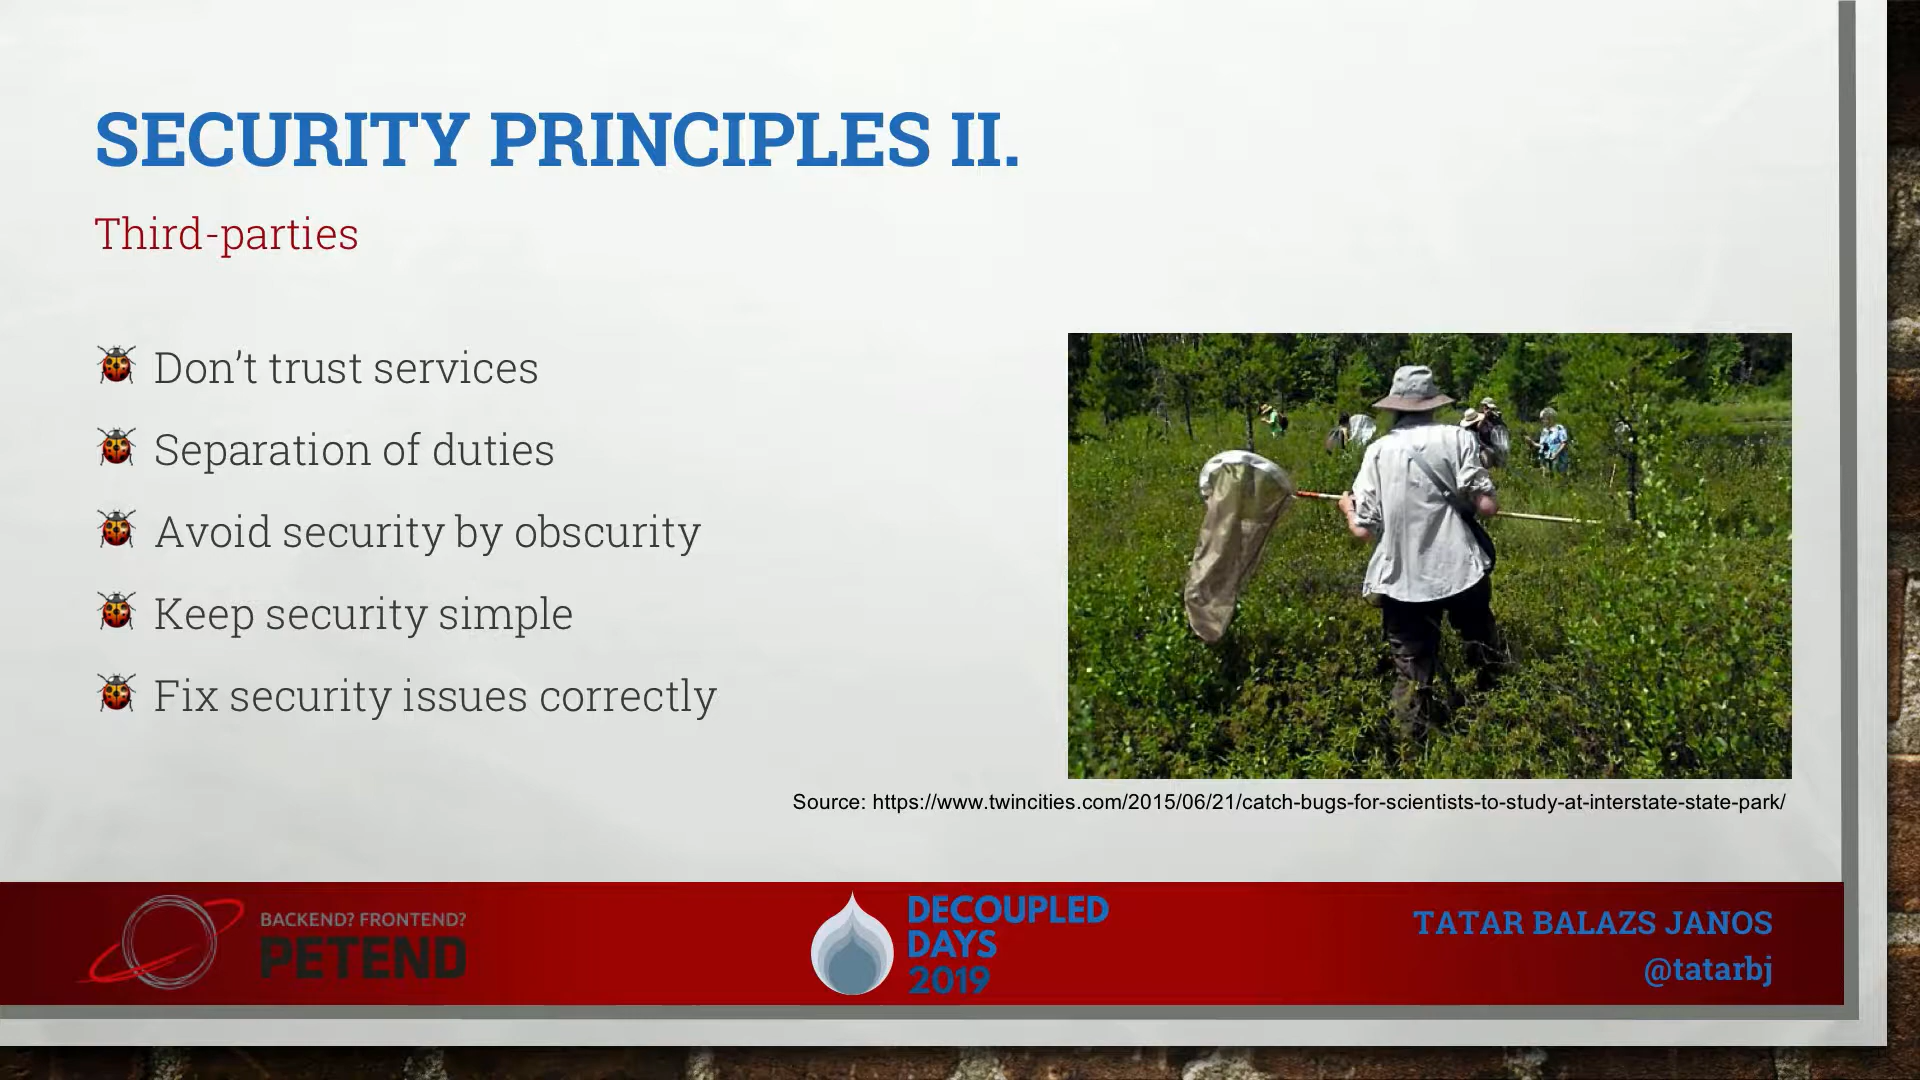 SECURITY PRINCIPLES II.
Third-parties
Don’t trust services
Separation of duties
Avoid security by obscurity
Keep security simple
Fix security issues correctly
Source: https://www.twincities.com/2015/06/21/catch-bugs-for-scientists-to-study-at-interstate-state-park/
BACKEND? FRONTEND?
PETEND
DECOUPLED
DAYS
2019
TATAR BALAZS JANOS
@tatarbj